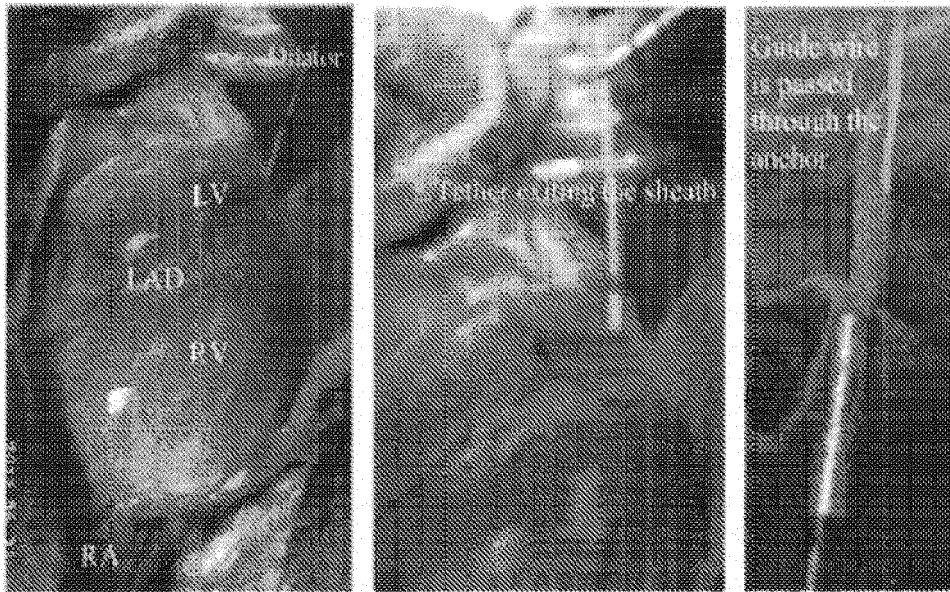 Dilator
LV
LAD
RV
RA
Tether exiting the sheath
Guide wire
is passed
through the
anchor